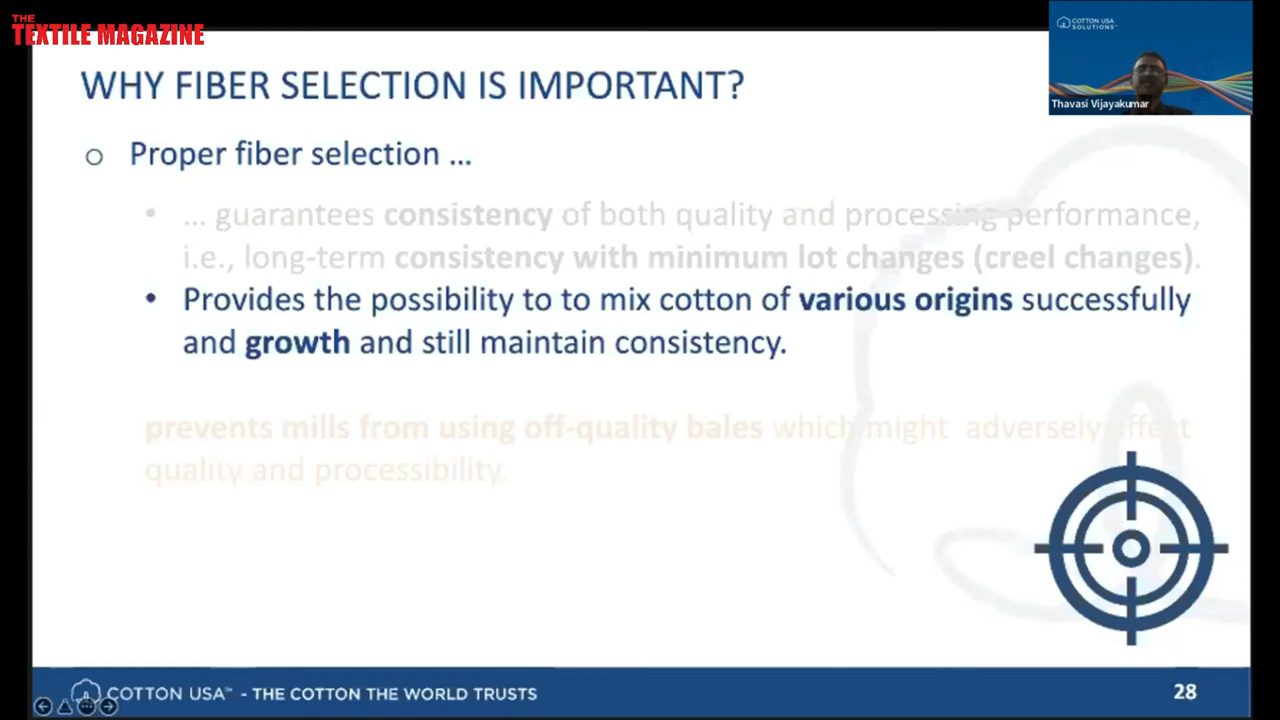 THE
TEXTILE MAGAZINE
COTTON USA
SOLUTIONS™
Thavasi Vijayakumar
WHY FIBER SELECTION IS IMPORTANT?
Proper fiber selection ...
... guarantees consistency of both quality and processing performance,
i.e., long-term consistency with minimum lot changes (creel changes).
Provides the possibility to to mix cotton of various origins successfully
and growth and still maintain consistency.
prevents mills from using off-quality bales which might adversely affect
quality and processibility.
COTTON USA™ - THE COTTON THE WORLD TRUSTS
28